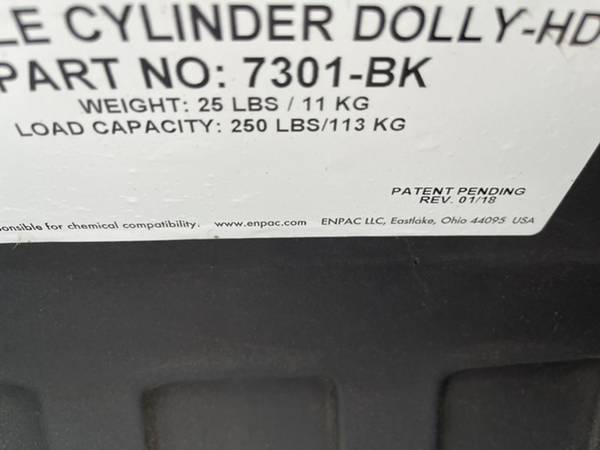 LE CYLINDER DOLLY-HD
PART NO: 7301-BK
WEIGHT: 25 LBS / 11 KG
LOAD CAPACITY: 250 LBS/113 KG
PATENT PENDING
REV. 01/18
onsible for chemical compatibility. www.enpac.com ENPAC LLC, Eastlake, Ohio 44095 USA